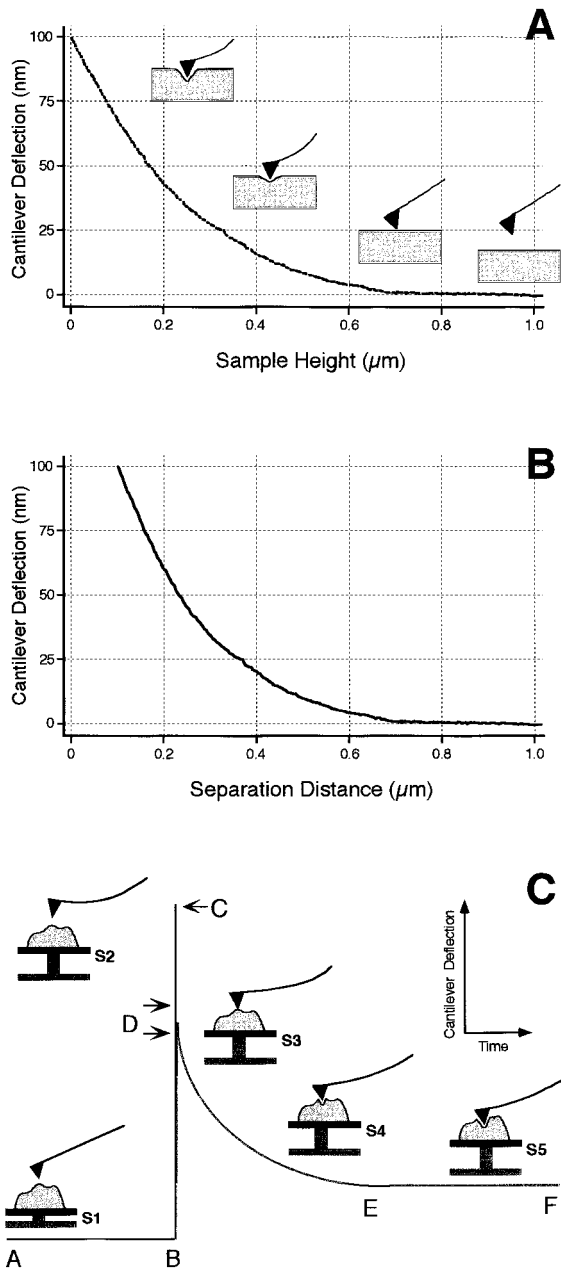 A
Cantilever Deflection (nm)
100
75
50
25
0
0
0.2
0.4
0.6
0.8
1.0
Sample Height (μm)
B
Cantilever Deflection (nm)
100
75
50
25
0
0
0.2
0.4
0.6
0.8
1.0
Separation Distance (μm)
C
C
S2
D
S3
Cantilever Deflection
Time
S4
S5
S1
A
B
E
F